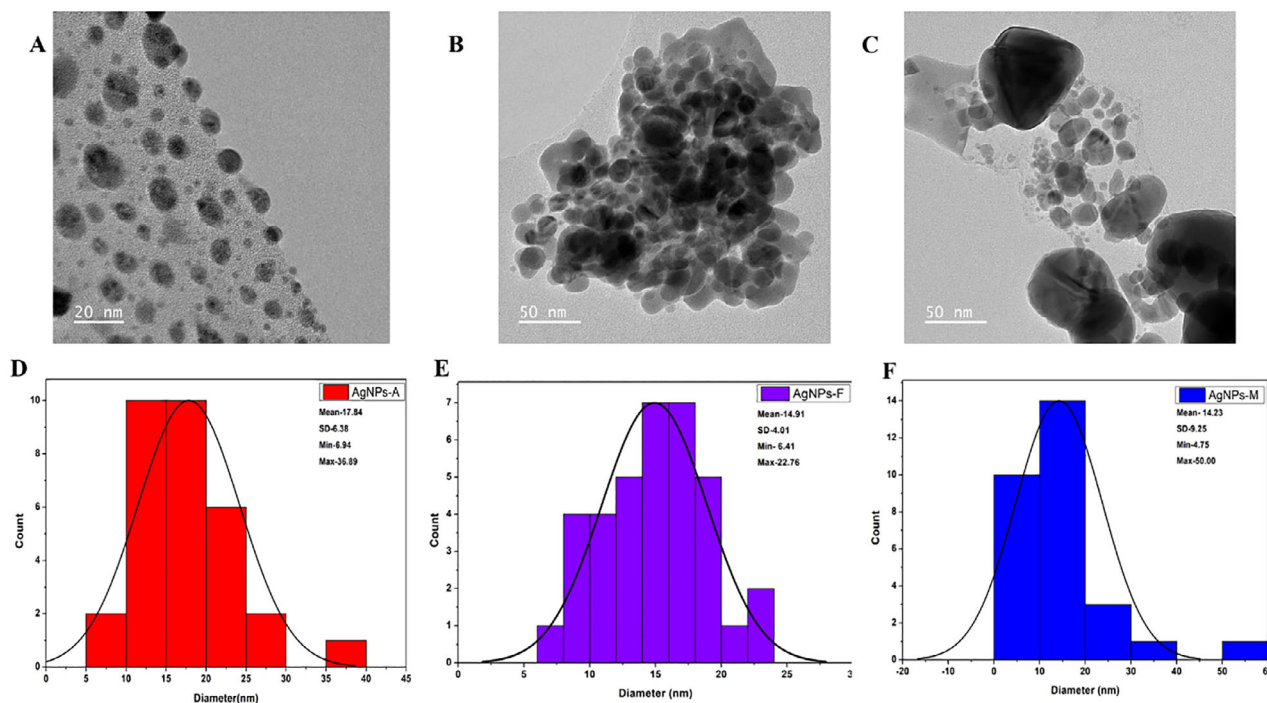 A
B
C
20 nm
50 nm
50 nm
D
AgNPs-A
Mean-17.84
SD-6.38
Min-6.94
Max-36.89
10
8
6
4
2
0
Count
0 5 10 15 20 25 30 35 40 45
Diameter(nm)
E
AgNPs-F
Mean-14.91
SD-4.01
Min- 6.41
Max-22.76
7
6
5
4
3
2
1
0
Count
0 5 10 15 20 25
Diameter (nm)
F
AgNPs-M
Mean- 14.23
SD-9.25
Min-4.75
Max-50.00
14
12
10
8
6
4
2
0
Count
-20 -10 0 10 20 30 40 50
Diameter (nm)